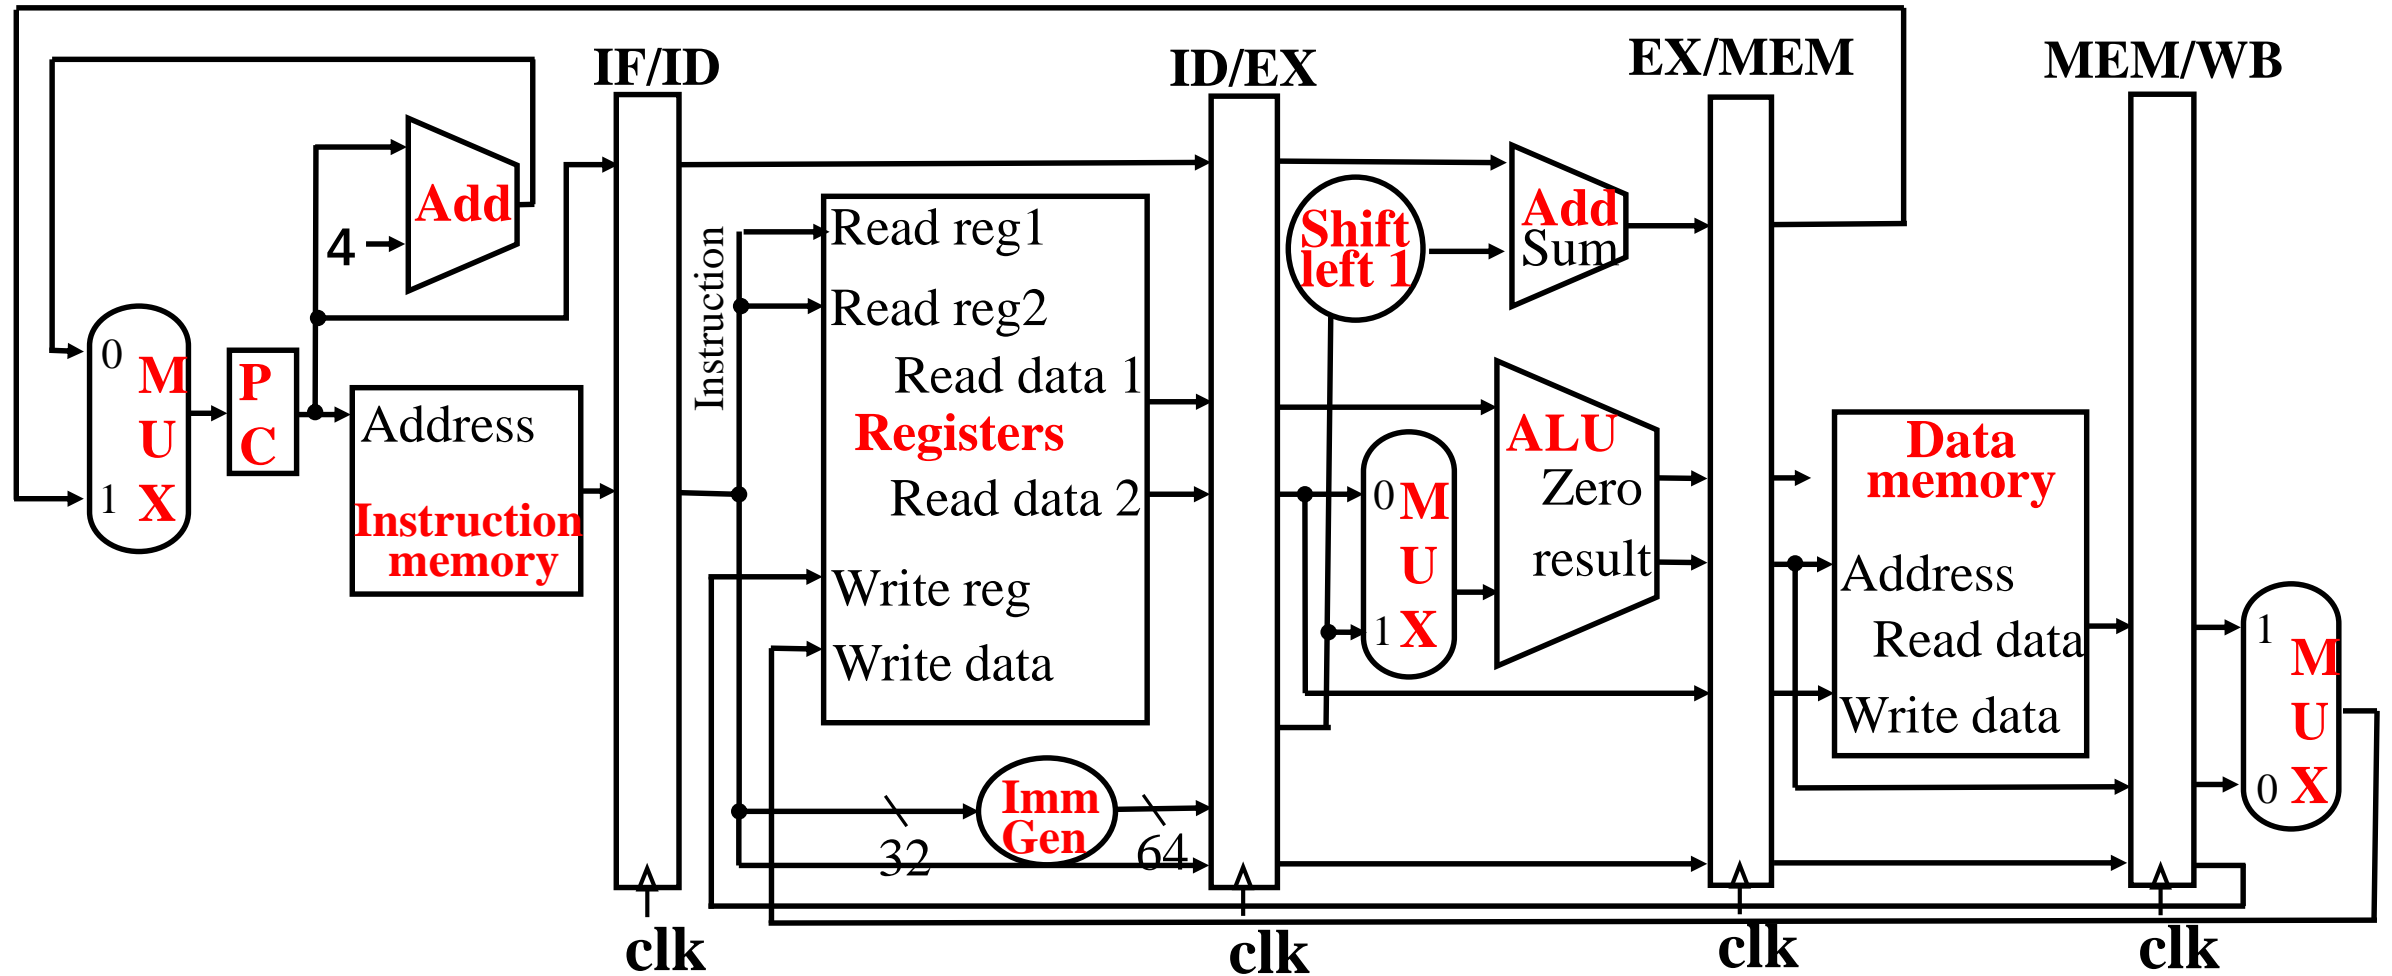 IF/ID
ID/EX
EX/MEM
MEM/WB
Add
4
0
M
U
X
1
P
C
Address
Instruction
memory
Instruction
Read reg1
Read reg2
Read data 1
Registers
Read data 2
Write reg
Write data
Imm
Gen
32
64
Shift
left 1
Add
Sum
0
M
U
X
1
ALU
Zero
result
Data
memory
Address
Read data
Write data
1
M
U
X
0
clk
clk
clk
clk